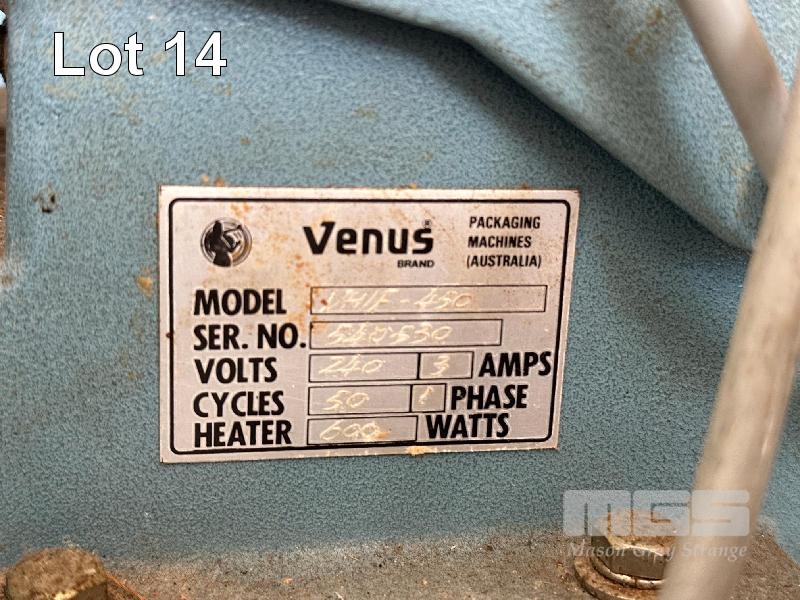 Lot 14
Venus®
BRAND
PACKAGING
MACHINES
(AUSTRALIA)
MODEL
SER. NO. 540530
VOLTS 240 3 AMPS
CYCLES 50 1 PHASE
HEATER 600 WATTS
MGS
Mason Gray Strange